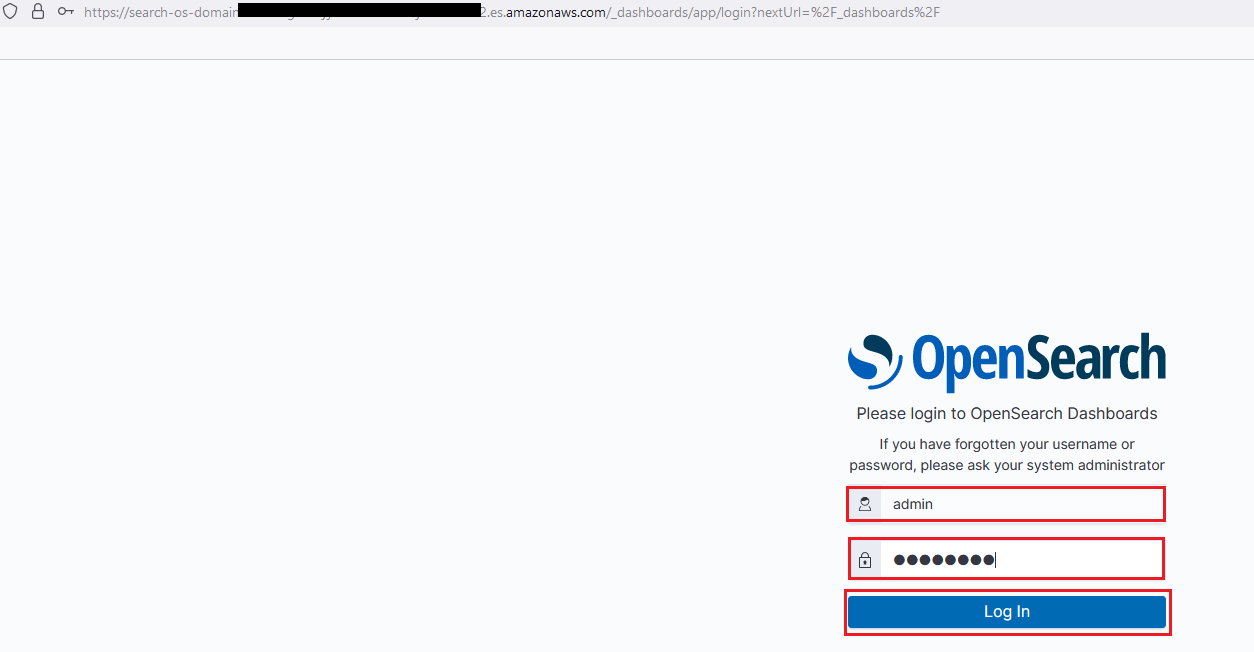 https://search-os-domain 2.es.amazonaws.com/_dashboards/app/login?nextUrl=%2F_dashboards%2F
OpenSearch
Please login to OpenSearch Dashboards
If you have forgotten your username or
password, please ask your system administrator
admin
●●●●●●●●
Log In